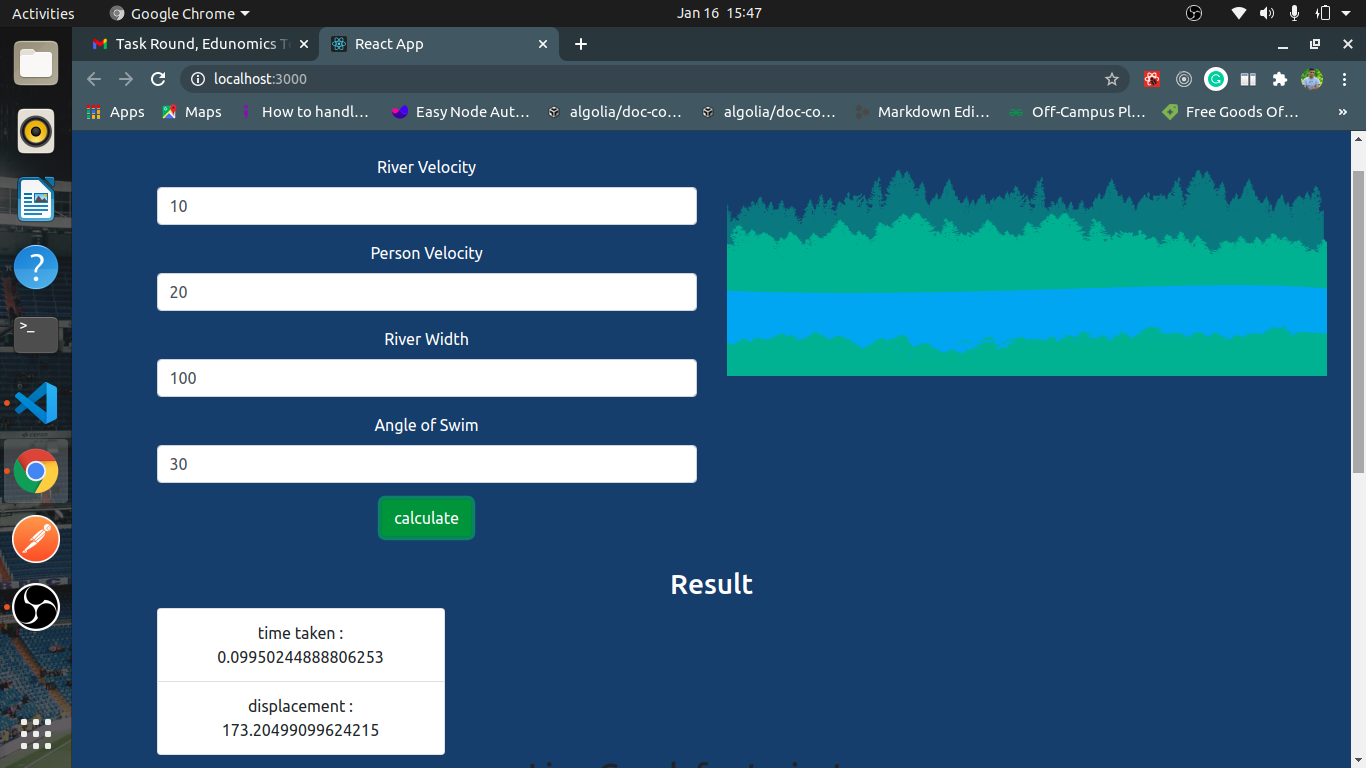 Activities
Google Chrome
Jan 16 15:47
Task Round, Edunomics T
React App
localhost:3000
Apps
Maps
How to handl…
Easy Node Aut…
algolia/doc-co…
algolia/doc-co…
Markdown Edi…
Off-Campus Pl…
Free Goods Of…
»
River Velocity
10
Person Velocity
20
River Width
100
Angle of Swim
30
calculate
Result
time taken :
0.09950244888806253
displacement :
173.20499099624215